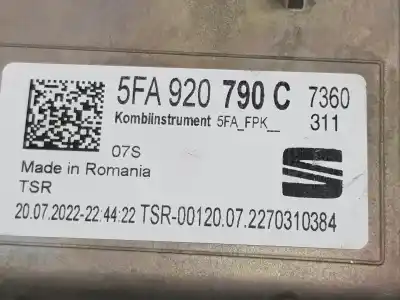 5FA 920 790 C 7360
Kombiinstrument 5FA_FPK__ 311
07S
Made in Romania
TSR
20.07.2022-22:44:22 TSR-00120.07.2270310384